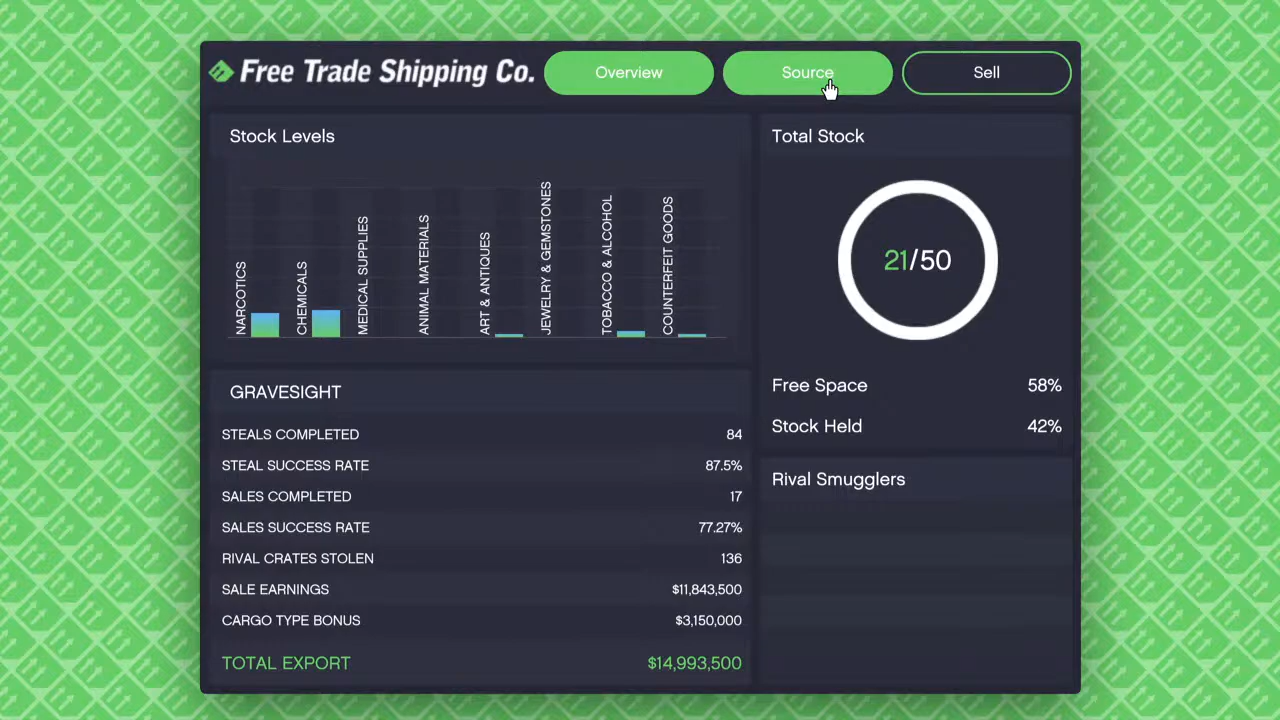 Free Trade Shipping Co.
Overview
Source
Sell
Stock Levels
NARCOTICS
CHEMICALS
MEDICAL SUPPLIES
ANIMAL MATERIALS
ART & ANTIQUES
JEWELRY & GEMSTONES
TOBACCO & ALCOHOL
COUNTERFEIT GOODS
Total Stock
21/50
Free Space 58%
Stock Held 42%
GRAVESIGHT
STEALS COMPLETED 84
STEAL SUCCESS RATE 87.5%
SALES COMPLETED 17
SALES SUCCESS RATE 77.27%
RIVAL CRATES STOLEN 136
SALE EARNINGS $11,843,500
CARGO TYPE BONUS $3,150,000
TOTAL EXPORT $14,993,500
Rival Smugglers